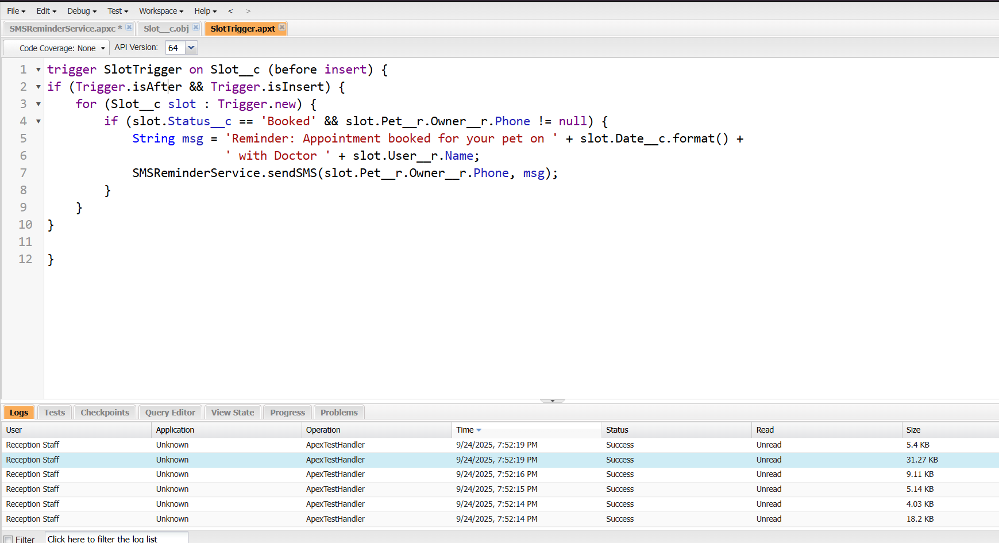 File Edit Debug Test Workspace Help < >
SMSReminderService.apxc * Slot__c.obj SlotTrigger.apxt
Code Coverage: None API Version: 64
1 trigger SlotTrigger on Slot__c (before insert) {
2 if (Trigger.isAfter && Trigger.isInsert) {
3     for (Slot__c slot : Trigger.new) {
4         if (slot.Status__c == 'Booked' && slot.Pet__r.Owner__r.Phone != null) {
5             String msg = 'Reminder: Appointment booked for your pet on ' + slot.Date__c.format() +
6                          ' with Doctor ' + slot.User__r.Name;
7             SMSReminderService.sendSMS(slot.Pet__r.Owner__r.Phone, msg);
8         }
9     }
10 }
11
12 }
Logs Tests Checkpoints Query Editor View State Progress Problems
User Application Operation Time Status Read Size
Reception Staff Unknown ApexTestHandler 9/24/2025, 7:52:19 PM Success Unread 5.4 KB
Reception Staff Unknown ApexTestHandler 9/24/2025, 7:52:19 PM Success Unread 31.27 KB
Reception Staff Unknown ApexTestHandler 9/24/2025, 7:52:16 PM Success Unread 9.11 KB
Reception Staff Unknown ApexTestHandler 9/24/2025, 7:52:15 PM Success Unread 5.14 KB
Reception Staff Unknown ApexTestHandler 9/24/2025, 7:52:14 PM Success Unread 4.03 KB
Reception Staff Unknown ApexTestHandler 9/24/2025, 7:52:14 PM Success Unread 18.2 KB
Filter Click here to filter the log list